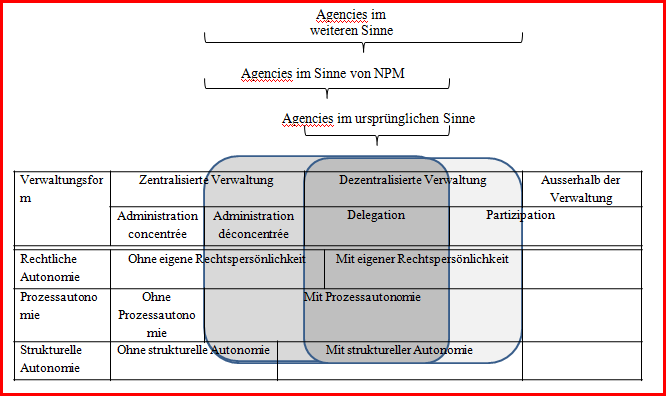 Agencies im
weiteren Sinne
Agencies im Sinne von NPM
Agencies im ursprünglichen Sinne
Verwaltungsfor
m
Zentralisierte Verwaltung
Dezentralisierte Verwaltung
Ausserhalb der
Verwaltung
Administration
concentrée
Administration
déconcentrée
Delegation
Partizipation
Rechtliche
Autonomie
Ohne eigene Rechtspersönlichkeit
Mit eigener Rechtspersönlichkeit
Prozessautono
mie
Ohne
Prozessautono
mie
Mit Prozessautonomie
Strukturelle
Autonomie
Ohne strukturelle Autonomie
Mit struktureller Autonomie